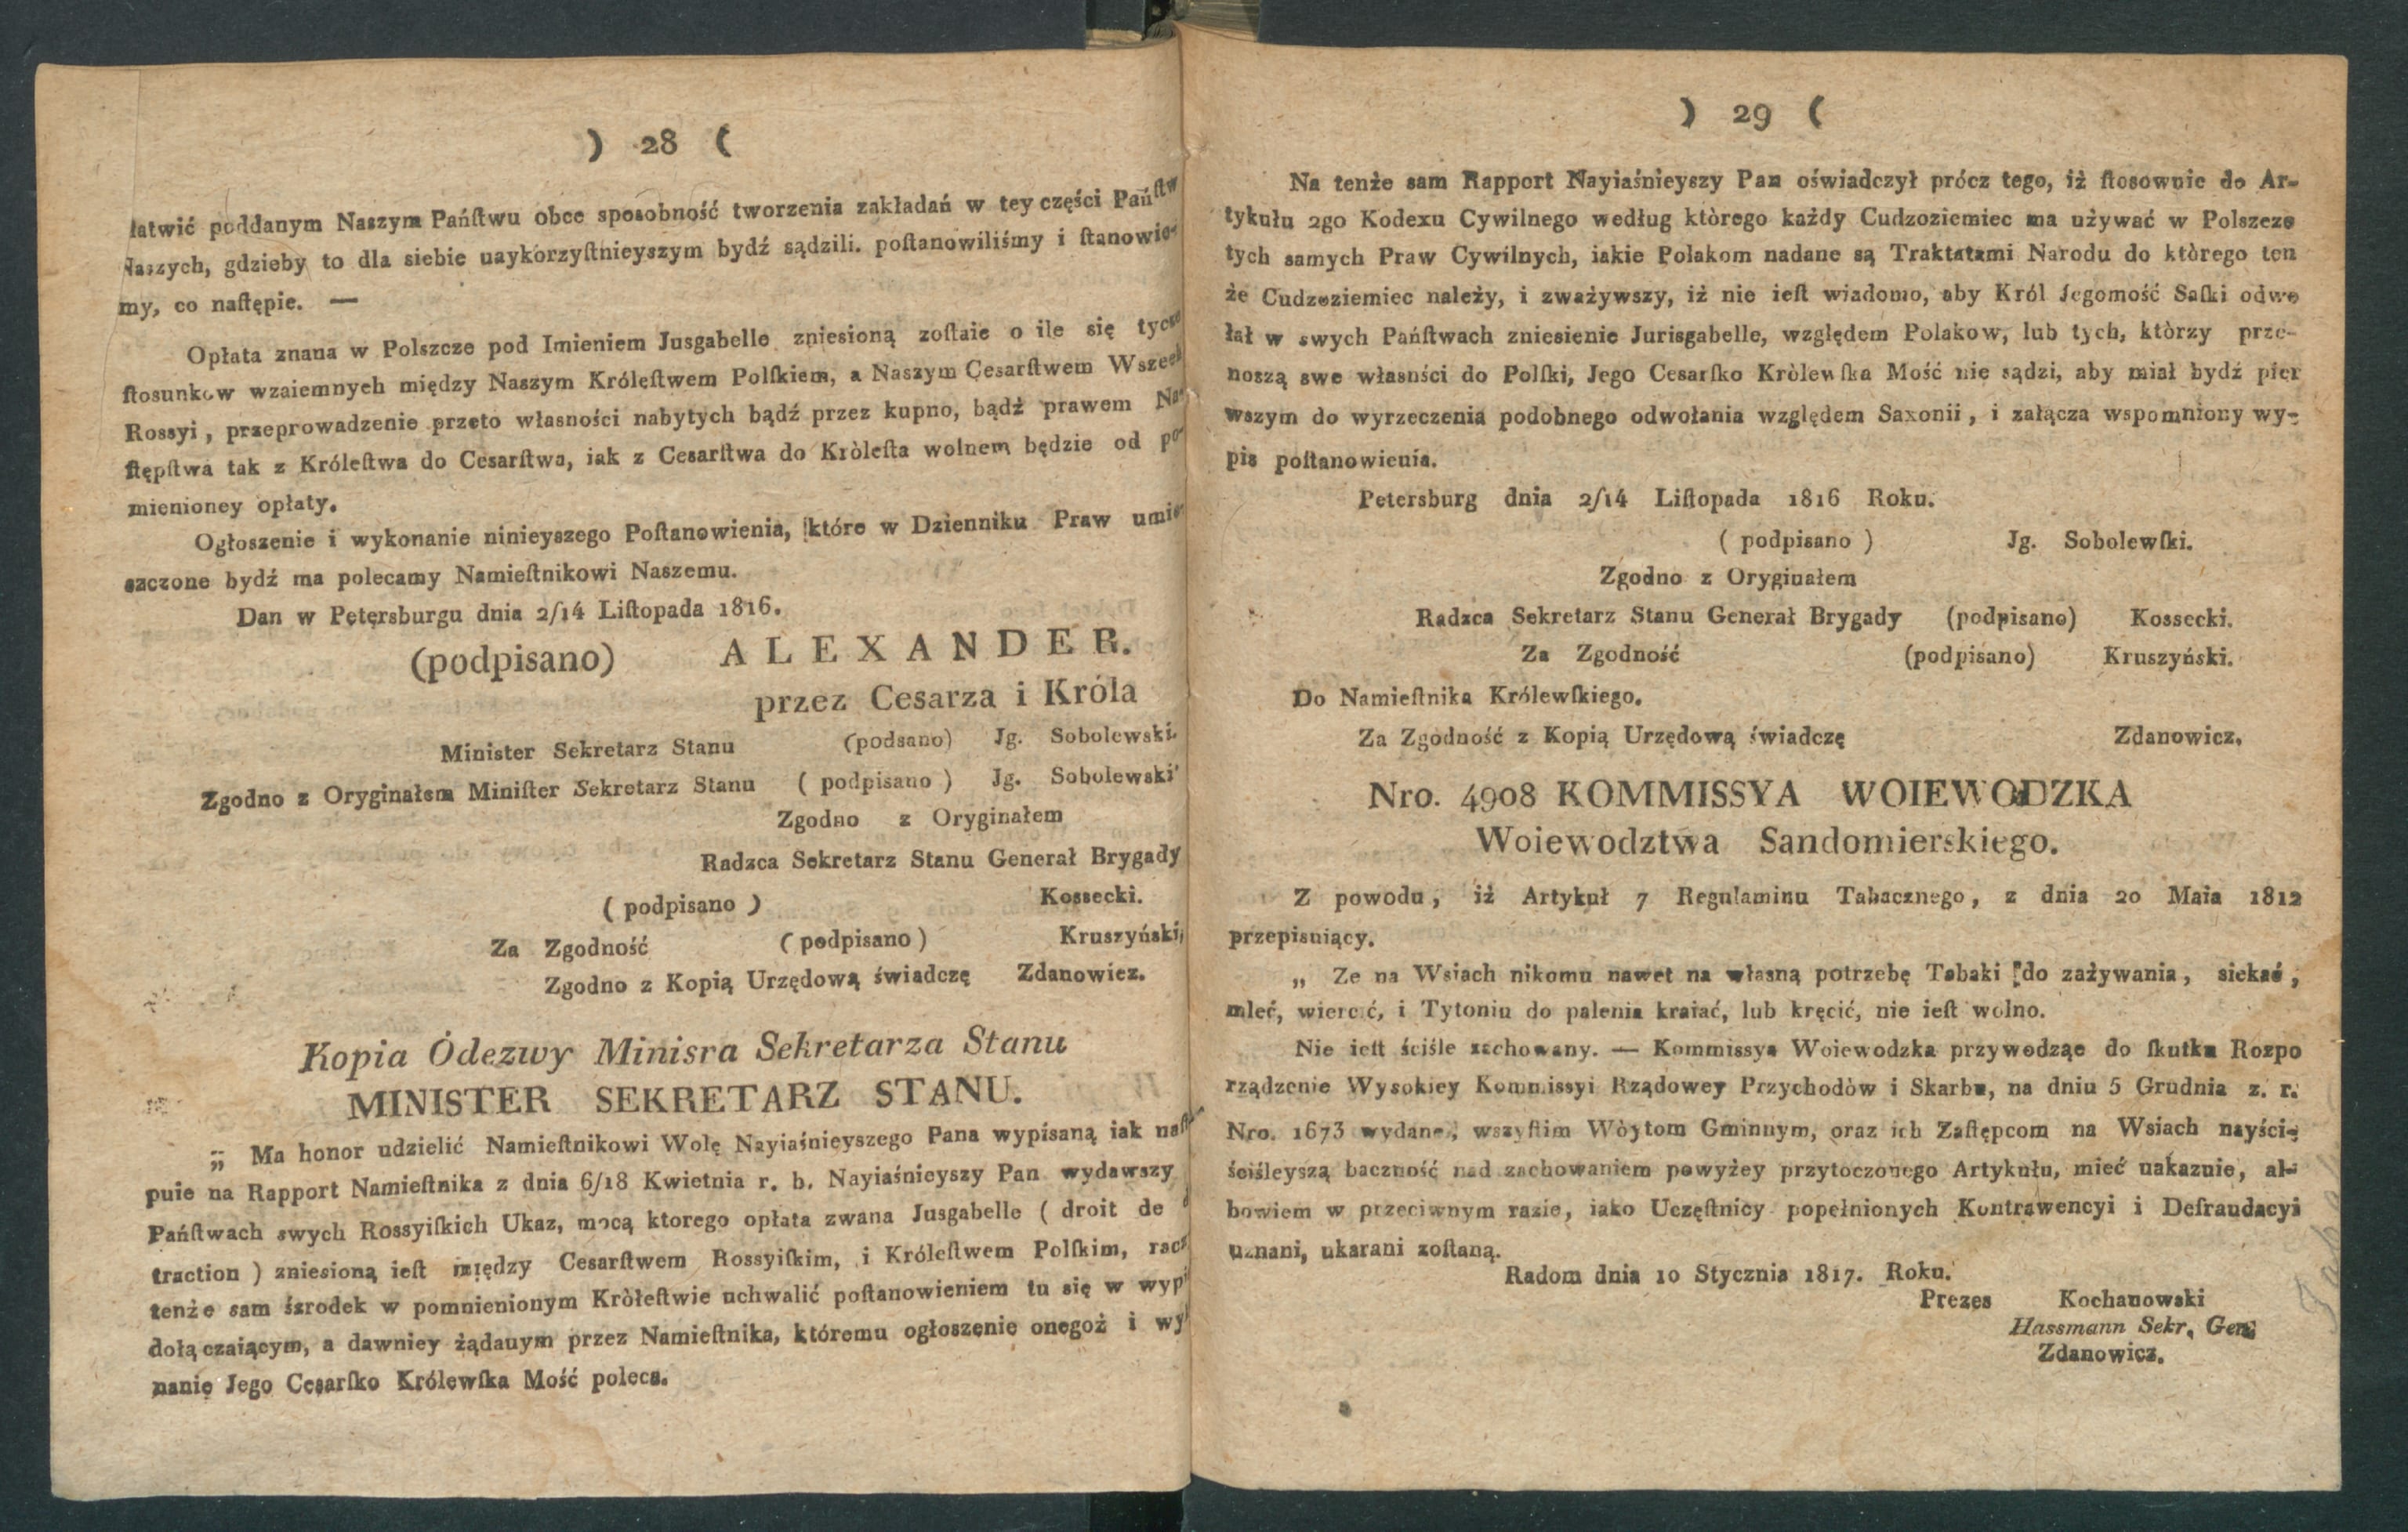 ) 28 (
łatwić poddanym Naszym Pańſtwu obce sposobność tworzenia zakładań w tey części Pańſtw
Naszych, gdzieby to dla siebie naykorzyſtnieyszym bydź sądzili. poſtanowiliśmy i ſtanowie-
my, co naſtępie. —
Opłata znana w Polszcze pod Imieniem Jusgabelle zniesioną zoſtaie o ile się tycze
ſtosunkow wzaiemnych między Naszym Królęſtwem Polſkiem, a Naszym Cesarſtwem Wszech
Rossyi, przeprowadzenie przeto własności nabytych bądź przez kupno, bądź prawem Na-
ſtępſtwa tak z Króleſtwa do Cesarſtwa, iak z Cesarſtwa do Kròleſta wolnem będzie od po-
mienioney opłaty.
Ogłoszenie i wykonanie ninieyszego Poſtanowienia, które w Dzienniku Praw umie-
szczone bydź ma polecamy Namieſtnikowi Naszemu.
Dan w Petersburgu dnia 2/14 Liſtopada 1816.
(podpisano) ALEXANDER.
przez Cesarza i Króla
Minister Sekretarz Stanu (podsano) Jg. Sobolewski.
Zgodno z Oryginałem Miniſter Sekretarz Stanu ( podpisano ) Jg. Sobolewski
Zgodno z Oryginałem
Radzca Sekretarz Stanu Generał Brygady
( podpisano ) Kossecki.
Za Zgodność ( podpisano ) Kruszyński,
Zgodno z Kopią Urzędową świadczę Zdanowicz.
Kopia Odezwy Minisra Sekretarza Stanu
MINISTER SEKRETARZ STANU.
„ Ma honor udzielić Namieſtnikowi Wolę Nayiaśnieyszego Pana wypisaną iak naſtę-
puie na Rapport Namieſtnika z dnia 6/18 Kwietnia r. b. Nayiaśnieyszy Pan wydawszy
Pańſtwach swych Rossyiſkich Ukaz, mocą ktorego opłata zwana Jusgabelle ( droit de d
traction ) zniesioną ieſt między Cesarſtwem Rossyiſkim, i Króleſtwem Polſkim, racz
tenże sam śzrodek w pomnienionym Kròłeſtwie uchwalić poſtanowieniem tu się w wypi
dołączaiącym, a dawniey żądanym przez Namieſtnika, któremu ogłoszenie onegoż i wy
nanie Jego Cesarſko Królewſka Mość poleca.
) 29 (
Na tenże sam Rapport Nayiaśnieyszy Pan oświadczył prócz tego, iż ſtosownie do Ar-
tykułu 2go Kodexu Cywilnego według ktòrego każdy Cudzoziemiec ma używać w Polszeze
tych samych Praw Cywilnych, iakie Polakom nadane są Traktatami Narodu do ktòrego ten
że Cudzoziemiec należy, i zważywszy, iż nie ieſt wiadomo, aby Król Jegomość Saſki odwo
łał w swych Pańſtwach zniesienie Jurisgabelle, względem Polakow, lub tych, ktòrzy prze-
noszą swe własnści do Polſki, Jego Cesarſko Kròlewſka Mość nie sądzi, aby miał bydź pier
wszym do wyrzeczenia podobnego odwołania względem Saxonii, i załącza wspomniony wy-
pis poſtanowienia.
Petersburg dnia 2/14 Liſtopada 1816 Roku.
( podpisano ) Jg. Sobolewſki.
Zgodno z Oryginałem
Radzca Sekretarz Stanu Generał Brygady (podpisano) Kossecki.
Za Zgodność (podpisano) Kruszyński.
Do Namieſtnika Królewſkiego.
Za Zgodność z Kopią Urzędową świadczę Zdanowicz.
Nro. 4908 KOMMISSYA WOIEWODZKA
Woiewodztwa Sandomierskiego.
Z powodu, iż Artykuł 7 Regulaminu Tabacznego, z dnia 20 Maia 1812
przepisuiący.
„ Ze na Wsiach nikomu nawet na własną potrzebę Tabaki do zażywania, siekać,
mleć, wiercić, i Tytoniu do palenia kraiać, lub kręcić, nie ieſt wolno.
Nie ieſt ściśle zachowany. — Kommissya Woiewodzka przywodząc do ſkutku Rozpo
rządzenie Wysokiey Kommissyi Rządowey Przychodòw i Skarbu, na dniu 5 Grudnia z. r.
Nro. 1673 wydane, wszyſtim Wòytom Gminnym, oraz ich Zaſtępcom na Wsiach nayści-
ściśleyszą baczność nad zachowaniem powyżey przytoczonego Artykułu, mieć nakazuie, al-
bowiem w przeciwnym razie, iako Uczęſtnicy popełnionych Kontrawencyi i Defraudacyi
uznani, ukarani zoſtaną.
Radom dnia 10 Stycznia 1817. Roku.
Prezes Kochanowski
Hassmann Sekr, Gen,
Zdanowicz.